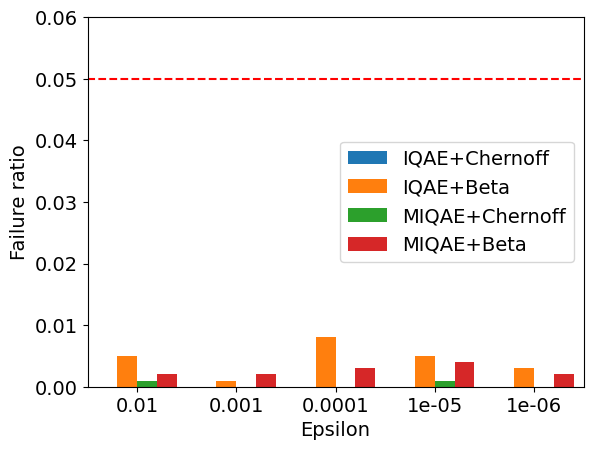 0.06
0.05
0.04
0.03
0.02
0.01
0.00
Failure ratio
IQAE+Chernoff
IQAE+Beta
MIQAE+Chernoff
MIQAE+Beta
0.01 0.001 0.0001 1e-05 1e-06
Epsilon